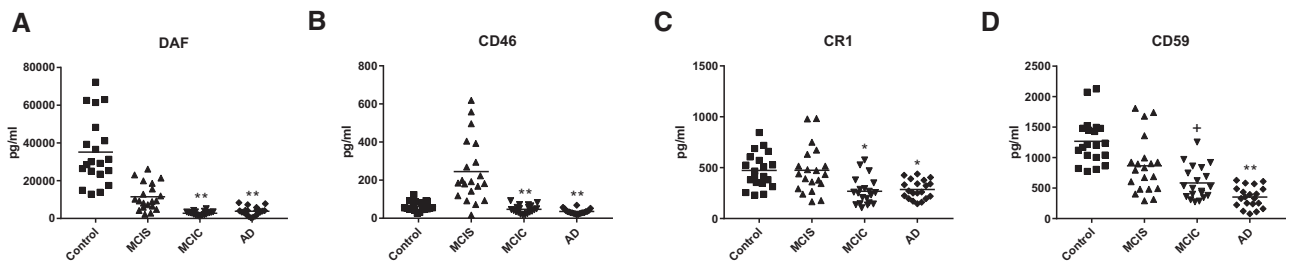 A
DAF
pg/ml
80000
60000
40000
20000
0
**
**
Control
MCIS
MCIC
AD
B
CD46
pg/ml
800
600
400
200
0
**
**
Control
MCIS
MCIC
AD
C
CR1
pg/ml
1500
1000
500
0
*
*
Control
MCIS
MCIC
AD
D
CD59
pg/ml
2500
2000
1500
1000
500
0
+
**
Control
MCIS
MCIC
AD